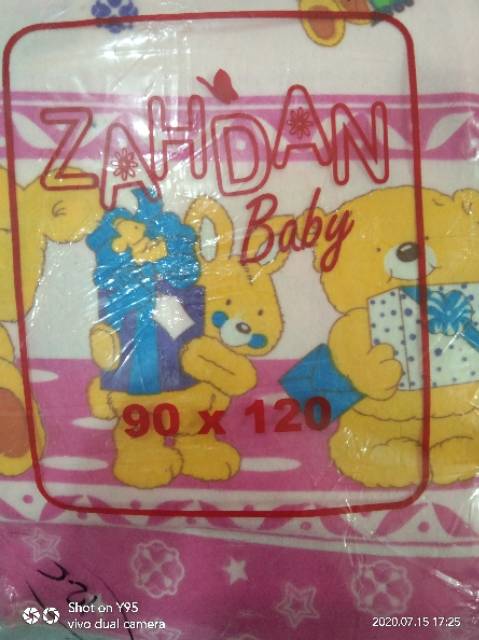 ZAHDAN
Baby
90 x 120
Shot on Y95
vivo dual camera
2020.07.15 17:25